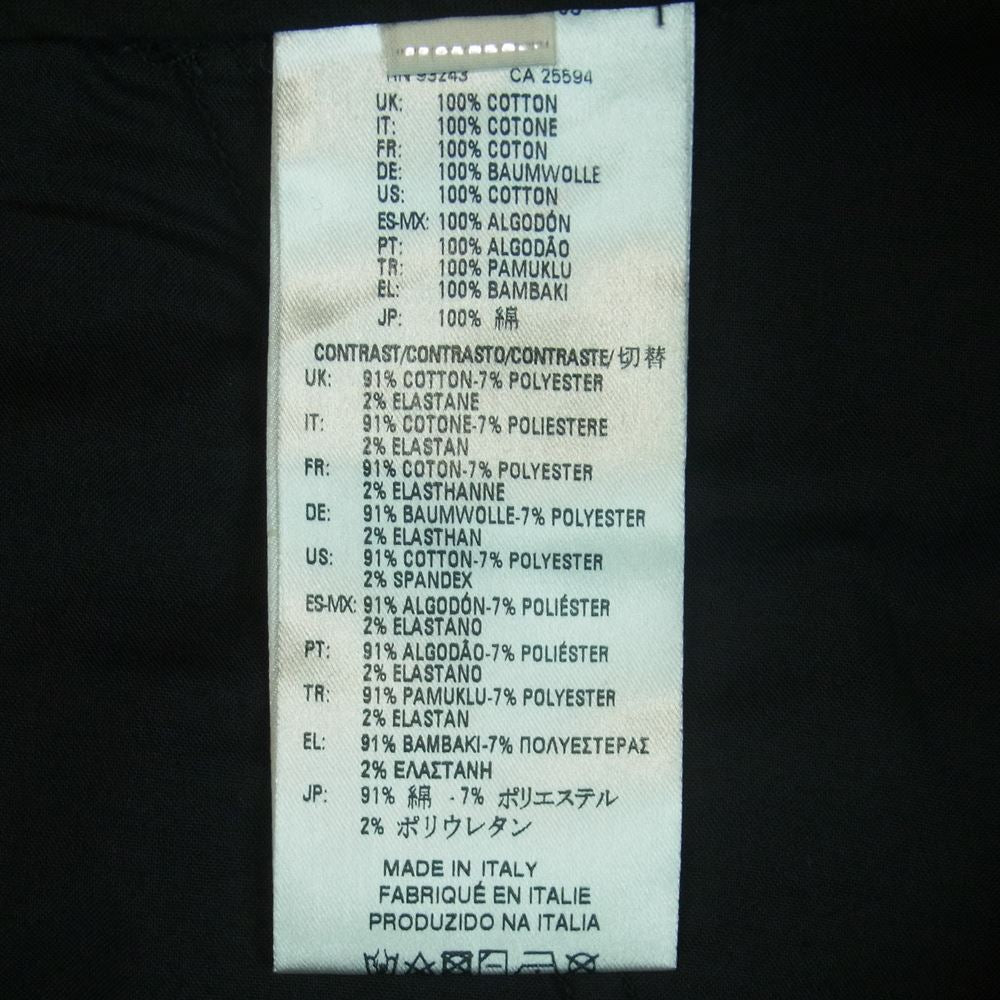 RN 93243 CA 25594
UK: 100% COTTON
IT: 100% COTONE
FR: 100% COTON
DE: 100% BAUMWOLLE
US: 100% COTTON
ES-MX: 100% ALGODÓN
PT: 100% ALGODÃO
TR: 100% PAMUKLU
EL: 100% BAMBAKI
JP: 100% 綿
CONTRAST/CONTRASTO/CONTRASTE/切替
UK: 91% COTTON-7% POLYESTER
2% ELASTANE
IT: 91% COTONE-7% POLIESTERE
2% ELASTAN
FR: 91% COTON-7% POLYESTER
2% ELASTHANNE
DE: 91% BAUMWOLLE-7% POLYESTER
2% ELASTHAN
US: 91% COTTON-7% POLYESTER
2% SPANDEX
ES-MX: 91% ALGODÓN-7% POLIÉSTER
2% ELASTANO
PT: 91% ALGODÃO-7% POLIÉSTER
2% ELASTANO
TR: 91% PAMUKLU-7% POLYESTER
2% ELASTAN
EL: 91% BAMBAKI-7% ΠΟΛΥΕΣΤΕΡΑΣ
2% ΕΛΑΣΤΑΝΗ
JP: 91% 綿 -7% ポリエステル
2% ポリウレタン
MADE IN ITALY
FABRIQUÉ EN ITALIE
PRODUZIDO NA ITALIA